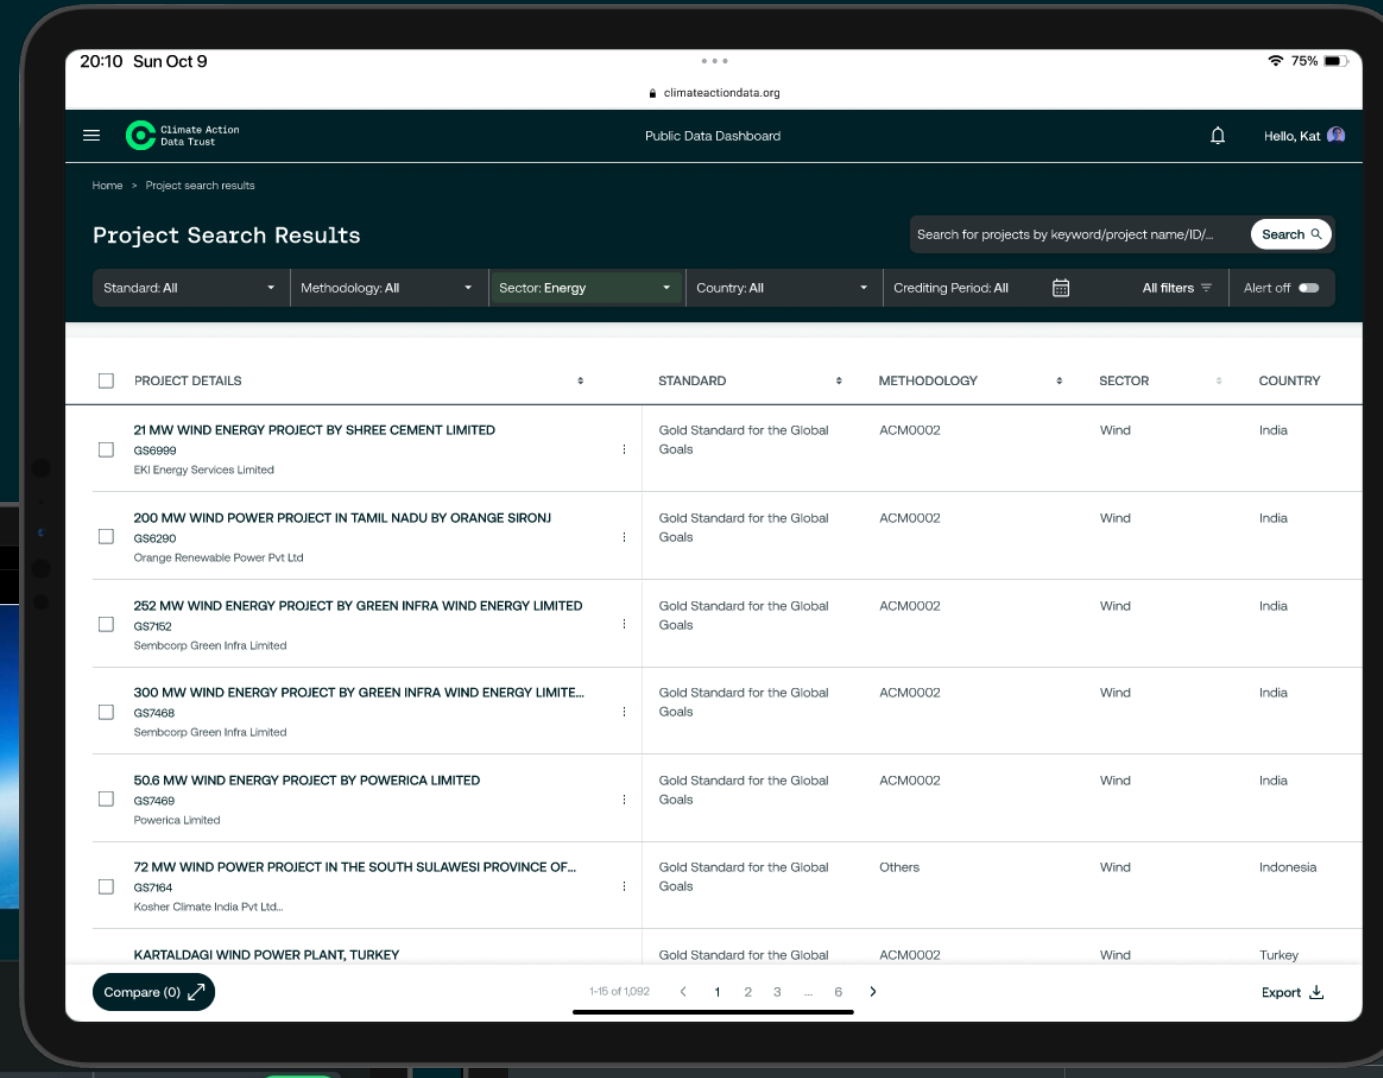 20:10 Sun Oct 9
75%
climateactiondata.org
Climate Action
Data Trust
Public Data Dashboard
Hello, Kat
Home > Project search results
Project Search Results
Search for projects by keyword/project name/ID/...
Search
Standard: All
Methodology: All
Sector: Energy
Country: All
Crediting Period: All
All filters
Alert off
PROJECT DETAILS
STANDARD
METHODOLOGY
SECTOR
COUNTRY
21 MW WIND ENERGY PROJECT BY SHREE CEMENT LIMITED
GS6999
EKI Energy Services Limited
Gold Standard for the Global
Goals
ACM0002
Wind
India
200 MW WIND POWER PROJECT IN TAMIL NADU BY ORANGE SIRONJ
GS6290
Orange Renewable Power Pvt Ltd
Gold Standard for the Global
Goals
ACM0002
Wind
India
252 MW WIND ENERGY PROJECT BY GREEN INFRA WIND ENERGY LIMITED
GS7152
Sembcorp Green Infra Limited
Gold Standard for the Global
Goals
ACM0002
Wind
India
300 MW WIND ENERGY PROJECT BY GREEN INFRA WIND ENERGY LIMITE...
GS7468
Sembcorp Green Infra Limited
Gold Standard for the Global
Goals
ACM0002
Wind
India
50.6 MW WIND ENERGY PROJECT BY POWERICA LIMITED
GS7469
Powerica Limited
Gold Standard for the Global
Goals
ACM0002
Wind
India
72 MW WIND POWER PROJECT IN THE SOUTH SULAWESI PROVINCE OF...
GS7164
Kosher Climate India Pvt Ltd...
Gold Standard for the Global
Goals
Others
Wind
Indonesia
KARTALDAGI WIND POWER PLANT, TURKEY
Gold Standard for the Global
ACM0002
Wind
Turkey
Compare (0)
1-15 of 1,092
< 1 2 3 ... 6 >
Export